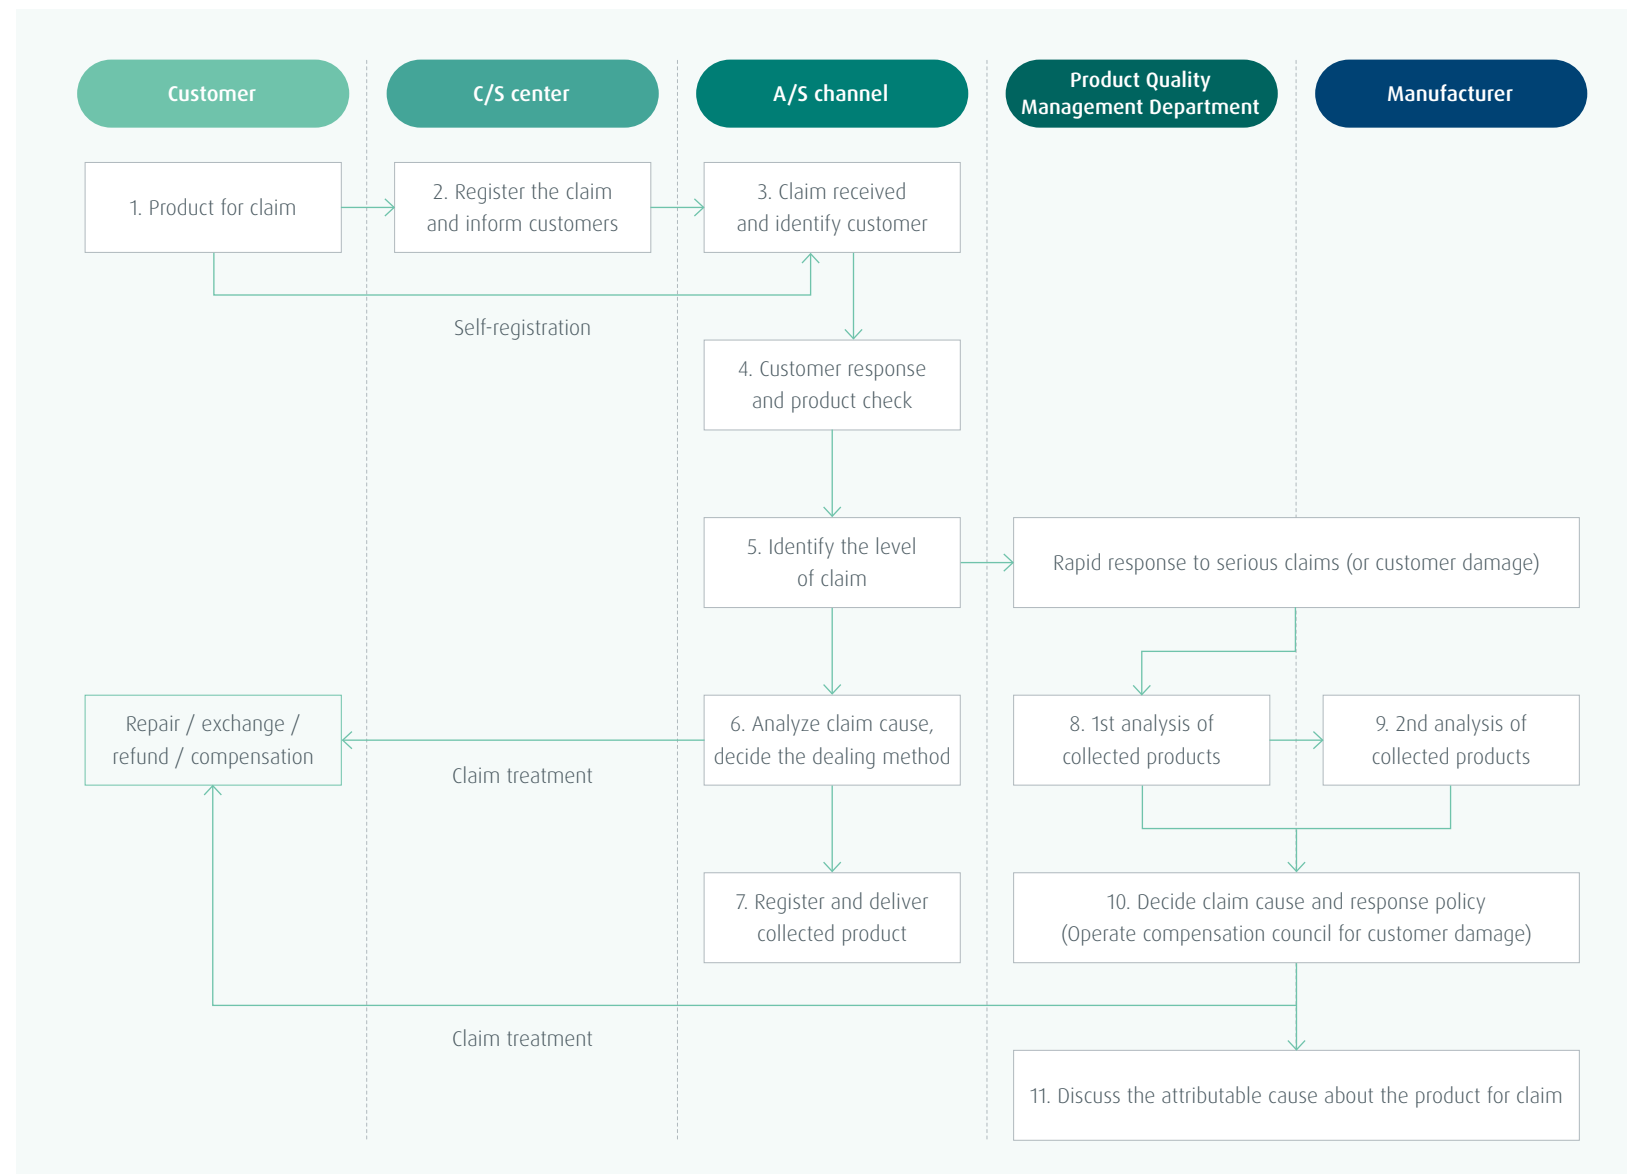 Customer
C/S center
A/S channel
Product Quality
Management Department
Manufacturer
1. Product for claim
2. Register the claim
and inform customers
3. Claim received
and identify customer
Self-registration
4. Customer response
and product check
5. Identify the level
of claim
Rapid response to serious claims (or customer damage)
Repair / exchange /
refund / compensation
Claim treatment
6. Analyze claim cause,
decide the dealing method
8. 1st analysis of
collected products
9. 2nd analysis of
collected products
7. Register and deliver
collected product
10. Decide claim cause and response policy
(Operate compensation council for customer damage)
Claim treatment
11. Discuss the attributable cause about the product for claim